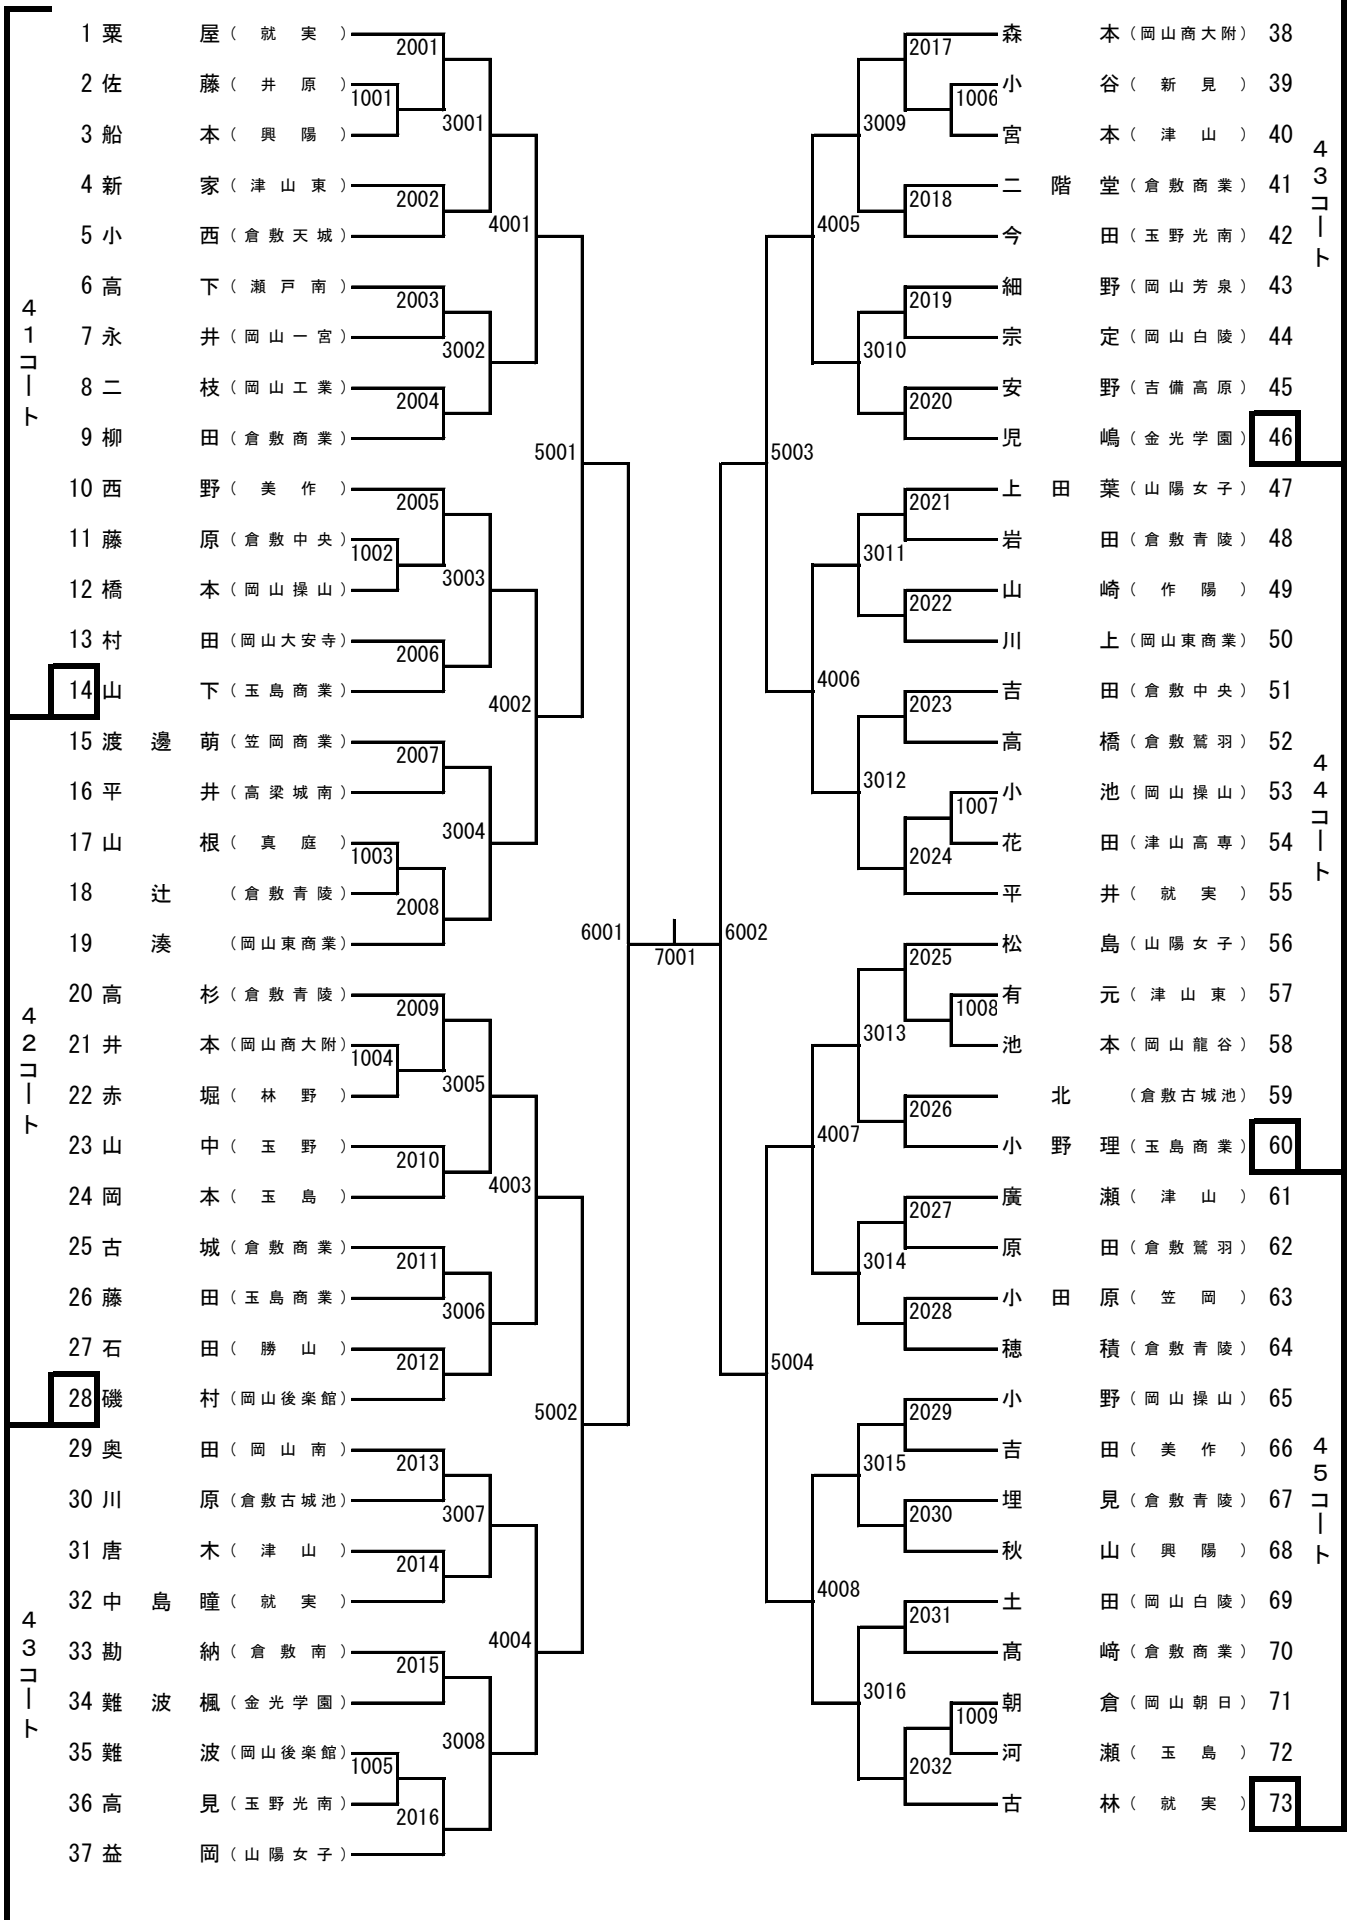 1 粟屋（就実）
2 佐藤（井原）
3 船本（興陽）
4 新家（津山東）
5 小西（倉敷天城）
6 高下（瀬戸南）
7 永井（岡山一宮）
8 二枝（岡山工業）
9 柳田（倉敷商業）
10 西野（美作）
11 藤原（倉敷中央）
12 橋本（岡山操山）
13 村田（岡山大安寺）
14 山下（玉島商業）
15 渡邊萌（笠岡商業）
16 平井（高梁城南）
17 山根（真庭）
18 辻（倉敷青陵）
19 湊（岡山東商業）
20 高杉（倉敷青陵）
21 井本（岡山商大附）
22 赤堀（林野）
23 山中（玉野）
24 岡本（玉島）
25 古城（倉敷商業）
26 藤田（玉島商業）
27 石田（勝山）
28 磯村（岡山後楽館）
29 奥田（岡山南）
30 川原（倉敷古城池）
31 唐木（津山）
32 中島瞳（就実）
33 勘納（倉敷南）
34 難波楓（金光学園）
35 難波（岡山後楽館）
36 高見（玉野光南）
37 益岡（山陽女子）
41コート
42コート
43コート
1001
1002
1003
1004
1005
2001
2002
2003
2004
2005
2006
2007
2008
2009
2010
2011
2012
2013
2014
2015
2016
3001
3002
3003
3004
3005
3006
3007
3008
4001
4002
4003
4004
5001
5002
6001
7001
6002
5003
5004
4005
4006
4007
4008
3009
3010
3011
3012
3013
3014
3015
3016
2017
2018
2019
2020
2021
2022
2023
2024
2025
2026
2027
2028
2029
2030
2031
2032
1006
1007
1008
1009
森本（岡山商大附）38
小谷（新見）39
宮本（津山）40
二階堂（倉敷商業）41
今田（玉野光南）42
細野（岡山芳泉）43
宗定（岡山白陵）44
安野（吉備高原）45
児嶋（金光学園）46
上田葉（山陽女子）47
岩田（倉敷青陵）48
山崎（作陽）49
川上（岡山東商業）50
吉田（倉敷中央）51
高橋（倉敷鷲羽）52
小池（岡山操山）53
花田（津山高専）54
平井（就実）55
松島（山陽女子）56
有元（津山東）57
池本（岡山龍谷）58
北（倉敷古城池）59
小野理（玉島商業）60
廣瀬（津山）61
原田（倉敷鷲羽）62
小田原（笠岡）63
穂積（倉敷青陵）64
小野（岡山操山）65
吉田（美作）66
埋見（倉敷青陵）67
秋山（興陽）68
土田（岡山白陵）69
髙﨑（倉敷商業）70
朝倉（岡山朝日）71
河瀬（玉島）72
古林（就実）73
43コート
44コート
45コート